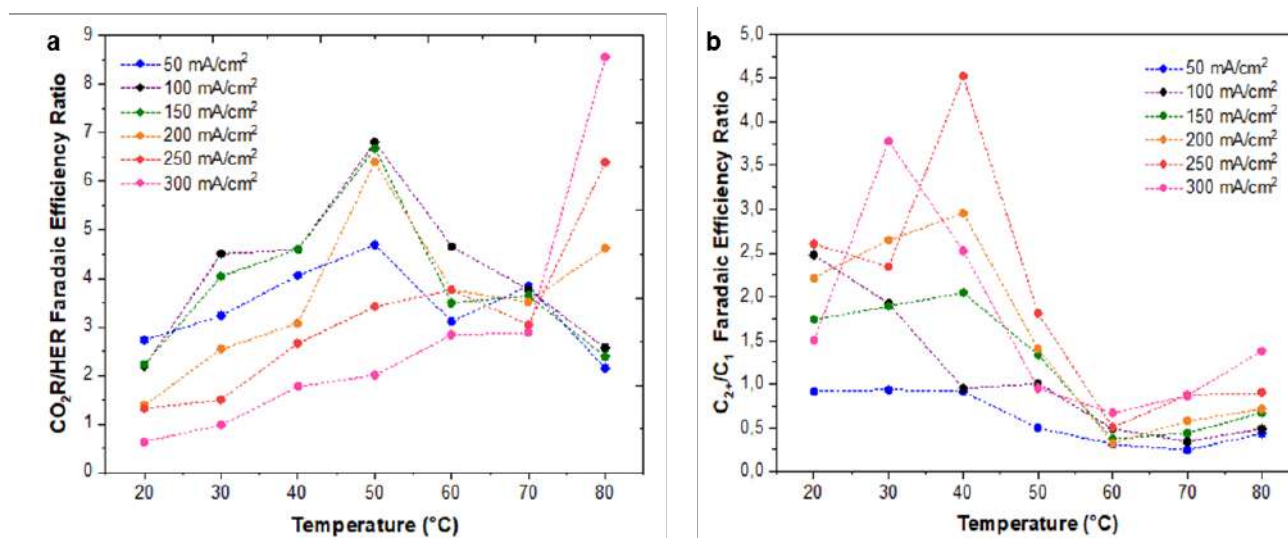 a
9
8
7
6
5
4
3
2
1
0
CO₂R/HER Faradaic Efficiency Ratio
50 mA/cm²
100 mA/cm²
150 mA/cm²
200 mA/cm²
250 mA/cm²
300 mA/cm²
20 30 40 50 60 70 80
Temperature (°C)
b
5,0
4,5
4,0
3,5
3,0
2,5
2,0
1,5
1,0
0,5
0,0
C₂₊/C₁ Faradaic Efficiency Ratio
50 mA/cm²
100 mA/cm²
150 mA/cm²
200 mA/cm²
250 mA/cm²
300 mA/cm²
20 30 40 50 60 70 80
Temperature (°C)